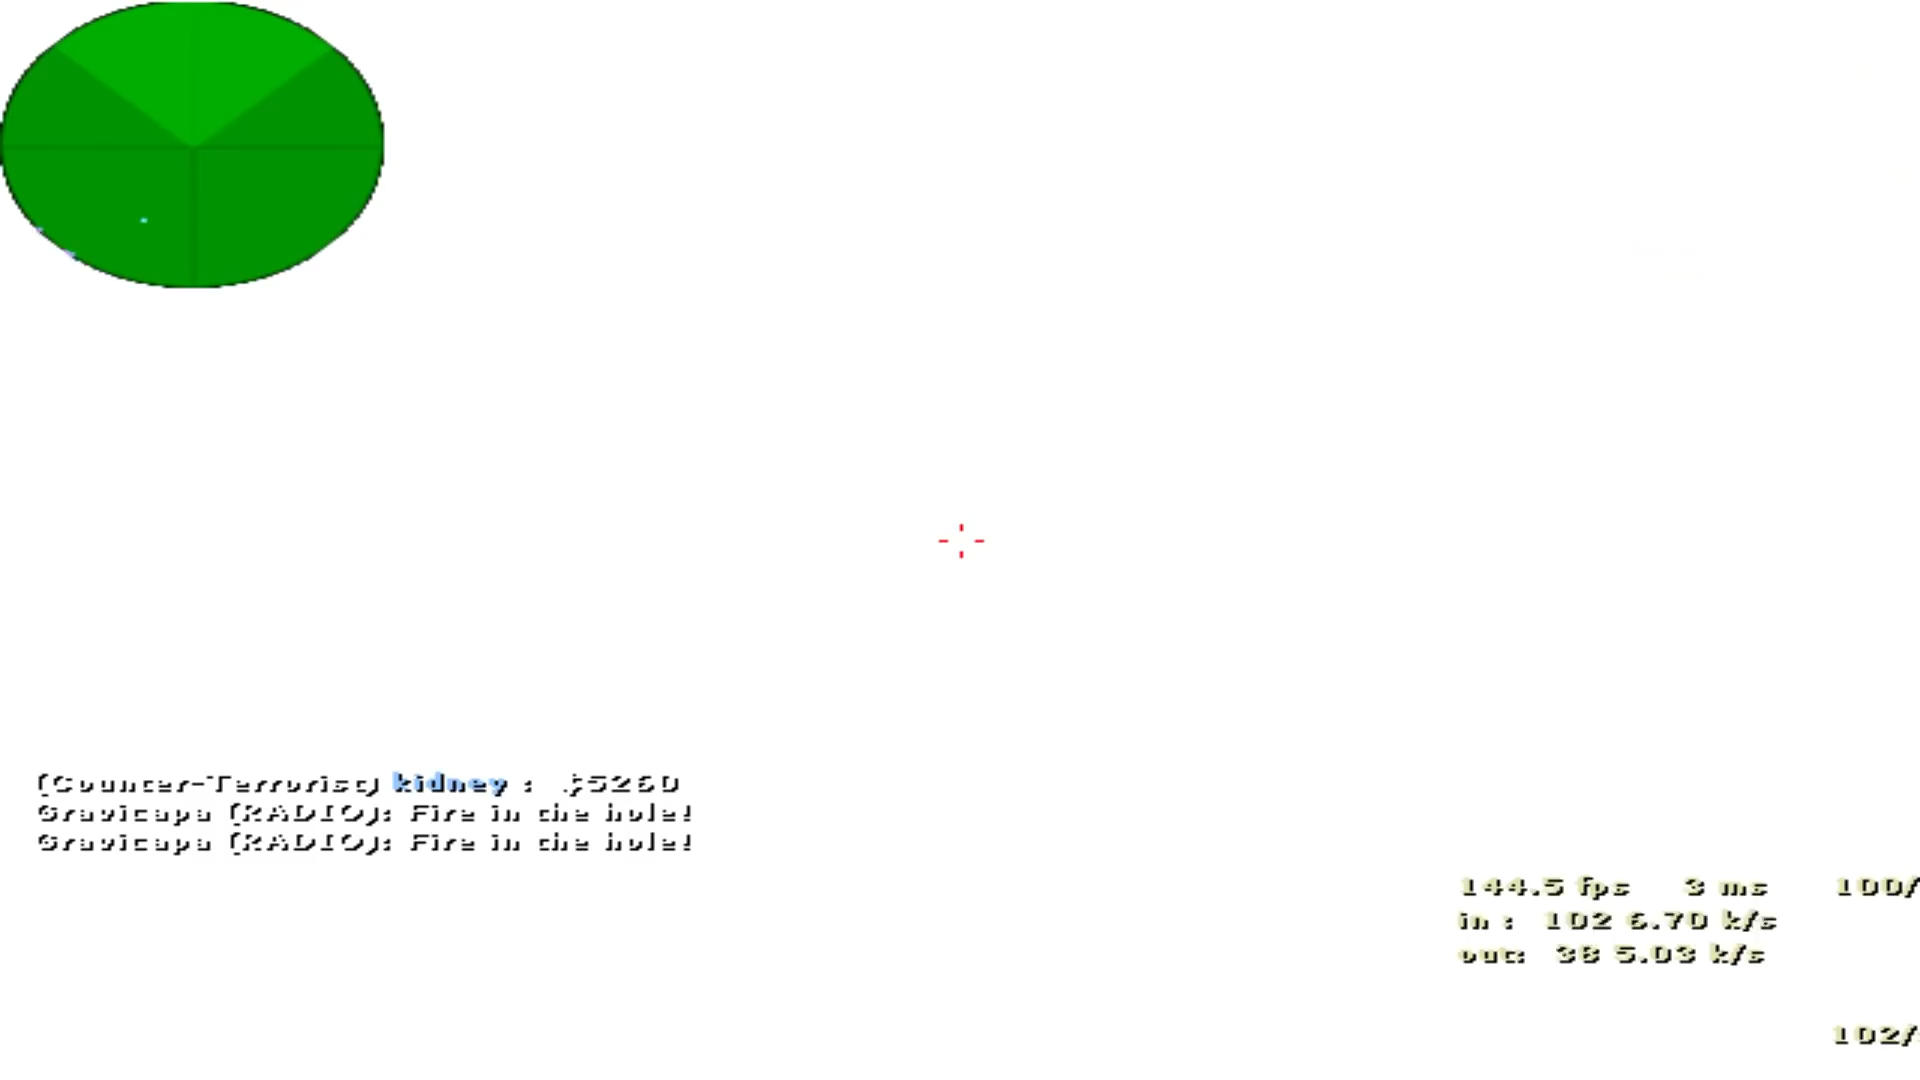 (Counter-Terrorist) kidney :  $5260
Gravicapa (RADIO): Fire in the hole!
Gravicapa (RADIO): Fire in the hole!
144.5 fps 3 ms 100/
in : 102 6.70 k/s
out: 38 5.03 k/s
102/